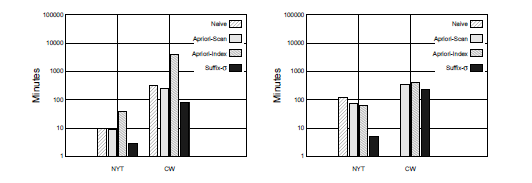 100000
Naive
Apriori-Scan
10000
Apriori-Index
Suffix-σ
1000
100
10
1
Minutes
NYT
CW
100000
Naive
Apriori-Scan
10000
Apriori-Index
Suffix-σ
1000
100
10
1
Minutes
NYT
CW